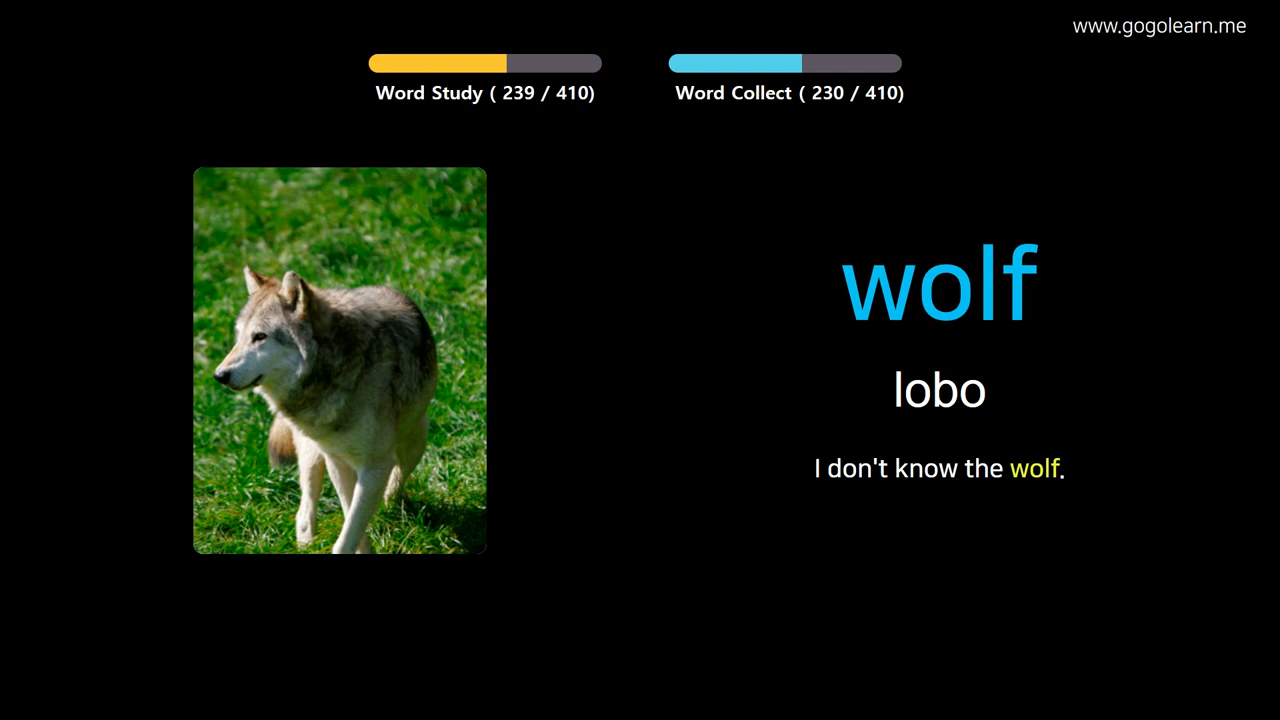 www.gogolearn.me
Word Study ( 239 / 410)
Word Collect ( 230 / 410)
wolf
lobo
I don't know the wolf.